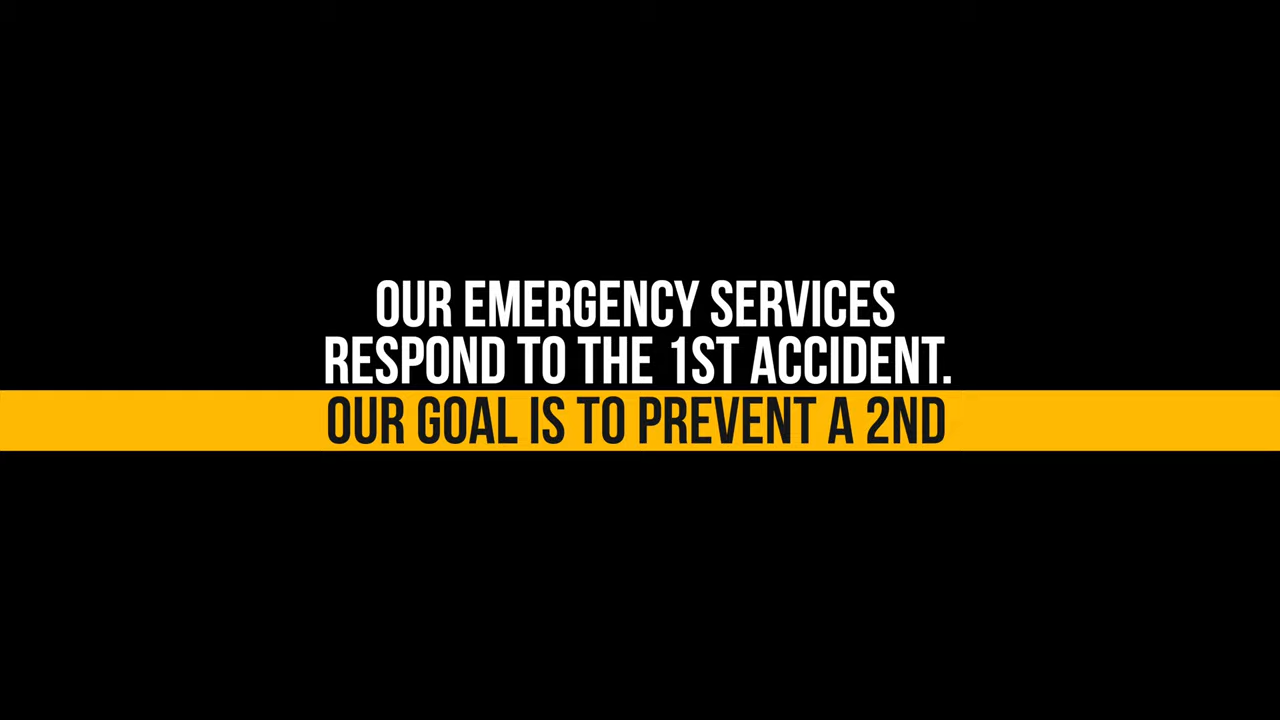 OUR EMERGENCY SERVICES
RESPOND TO THE 1ST ACCIDENT.
OUR GOAL IS TO PREVENT A 2ND